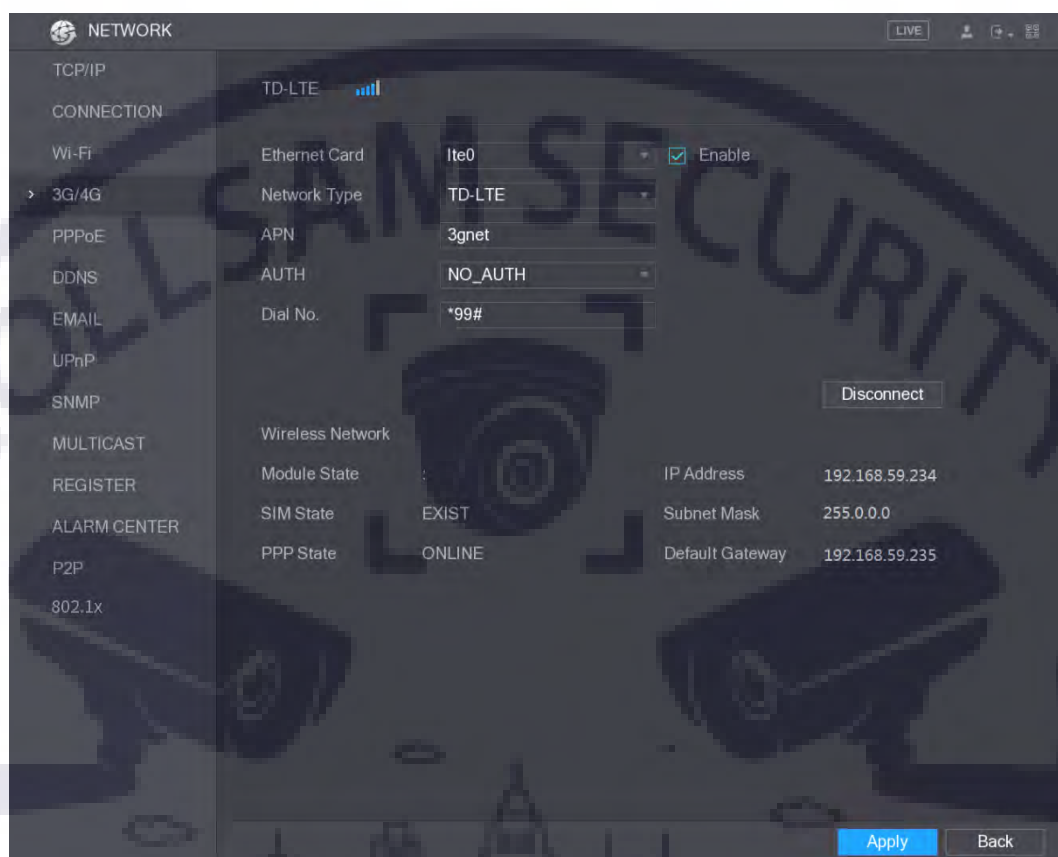 NETWORK
LIVE
TCP/IP
CONNECTION
Wi-Fi
3G/4G
PPPoE
DDNS
EMAIL
UPnP
SNMP
MULTICAST
REGISTER
ALARM CENTER
P2P
802.1x
TD-LTE
Ethernet Card lte0 Enable
Network Type TD-LTE
APN 3gnet
AUTH NO_AUTH
Dial No. *99#
Disconnect
Wireless Network
Module State : IP Address 192.168.59.234
SIM State EXIST Subnet Mask 255.0.0.0
PPP State ONLINE Default Gateway 192.168.59.235
Apply Back
OLLSAM SECURITY